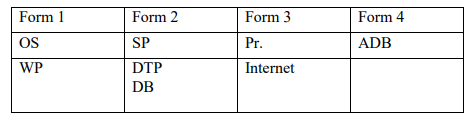 Form 1 Form 2 Form 3 Form 4
OS SP Pr. ADB
WP DTP Internet
DB